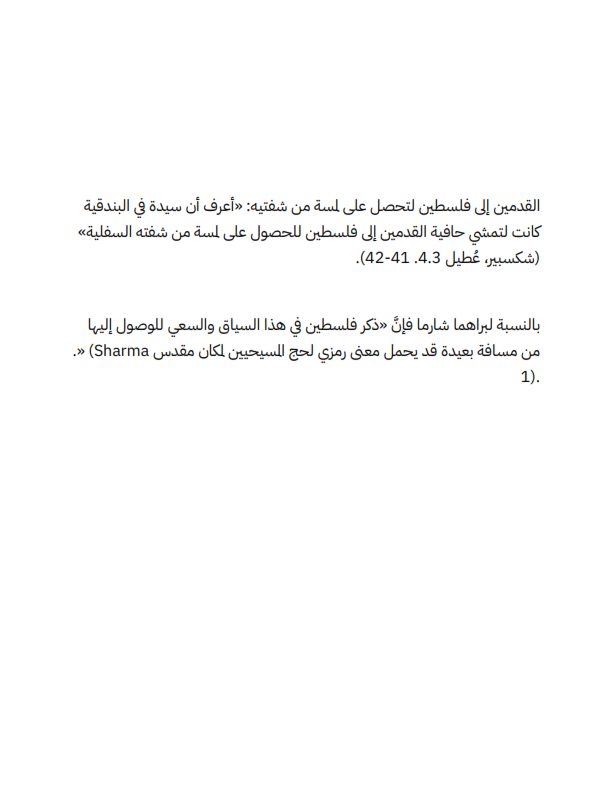 القدمين إلى فلسطين لتحصل على لمسة من شفتيه: «أعرف أن سيدة في البندقية
كانت لتمشي حافية القدمين إلى فلسطين للحصول على لمسة من شفته السفلية»
(شكسبير، عُطيل 4.3. 41-42).
بالنسبة لبراهما شارما فإنَّ «ذكر فلسطين في هذا السياق والسعي للوصول إليها
من مسافة بعيدة قد يحمل معنى رمزي لحج المسيحيين لمكان مقدس Sharma) «.
.(1